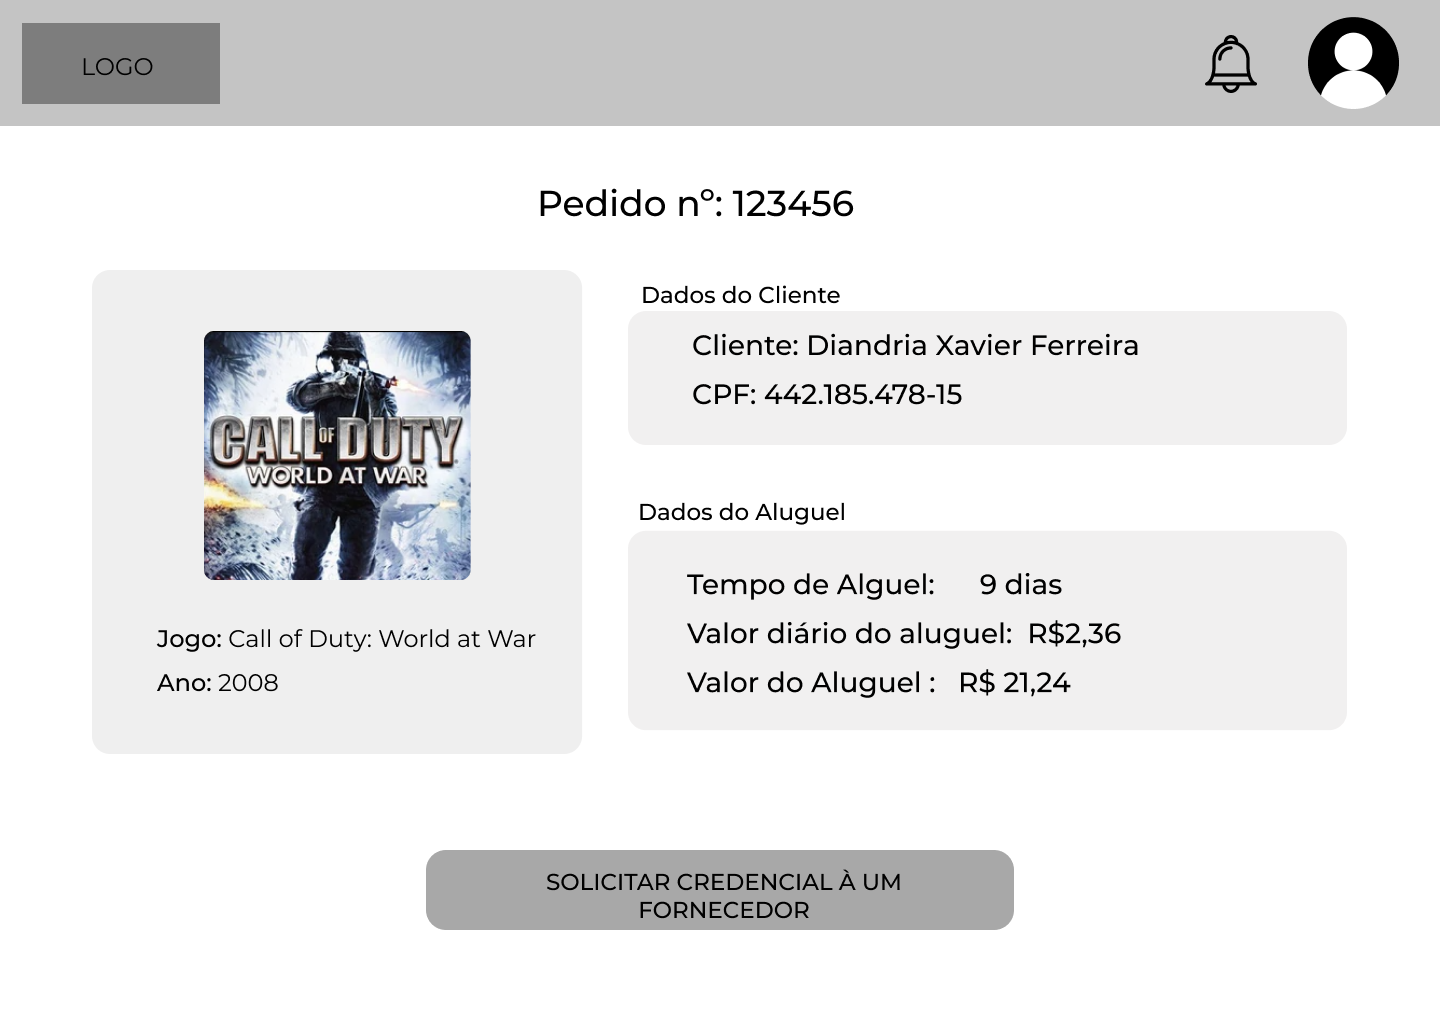 LOGO
Pedido nº: 123456
CALL OF DUTY
WORLD AT WAR
Jogo: Call of Duty: World at War
Ano: 2008
Dados do Cliente
Cliente: Diandria Xavier Ferreira
CPF: 442.185.478-15
Dados do Aluguel
Tempo de Alguel: 9 dias
Valor diário do aluguel: R$2,36
Valor do Aluguel : R$ 21,24
SOLICITAR CREDENCIAL À UM
FORNECEDOR